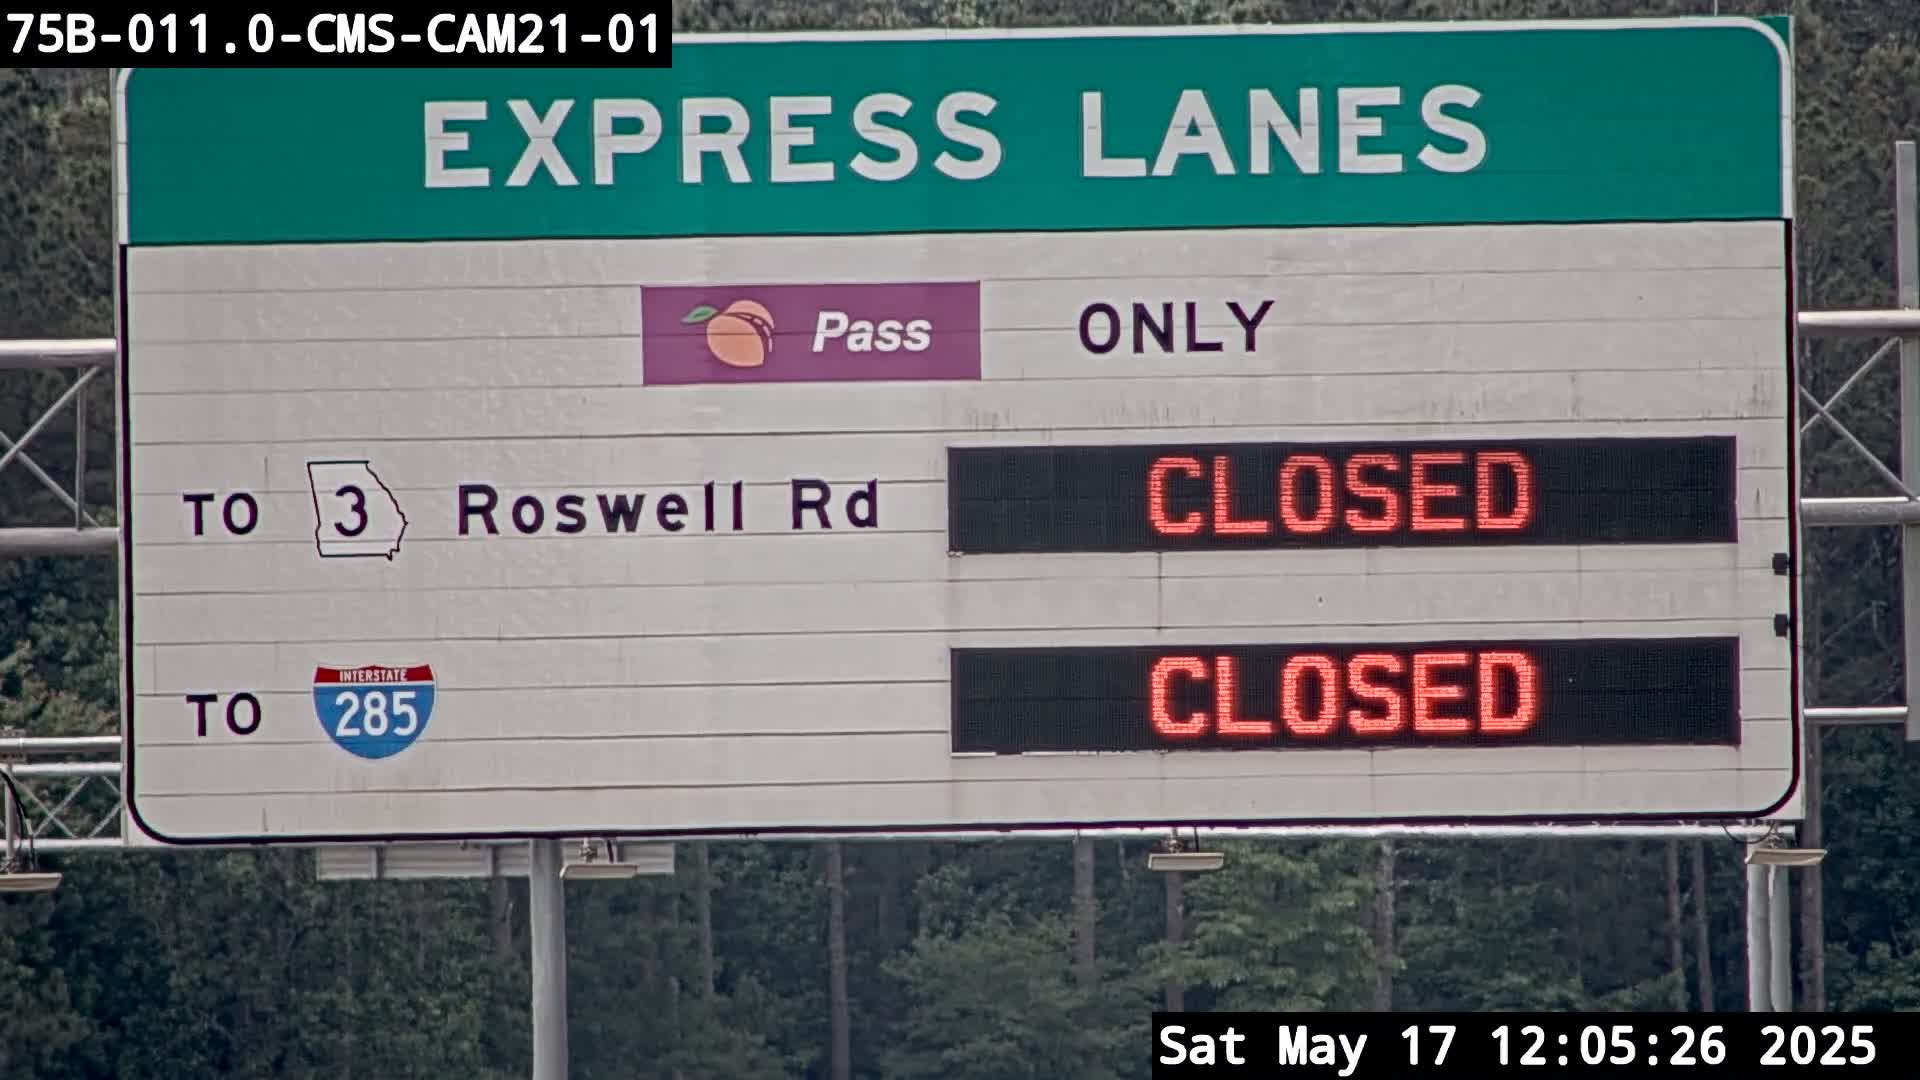 75B-011.0-CMS-CAM21-01
EXPRESS LANES
Pass ONLY
TO 3 Roswell Rd CLOSED
TO INTERSTATE 285 CLOSED
Sat May 17 12:05:26 2025